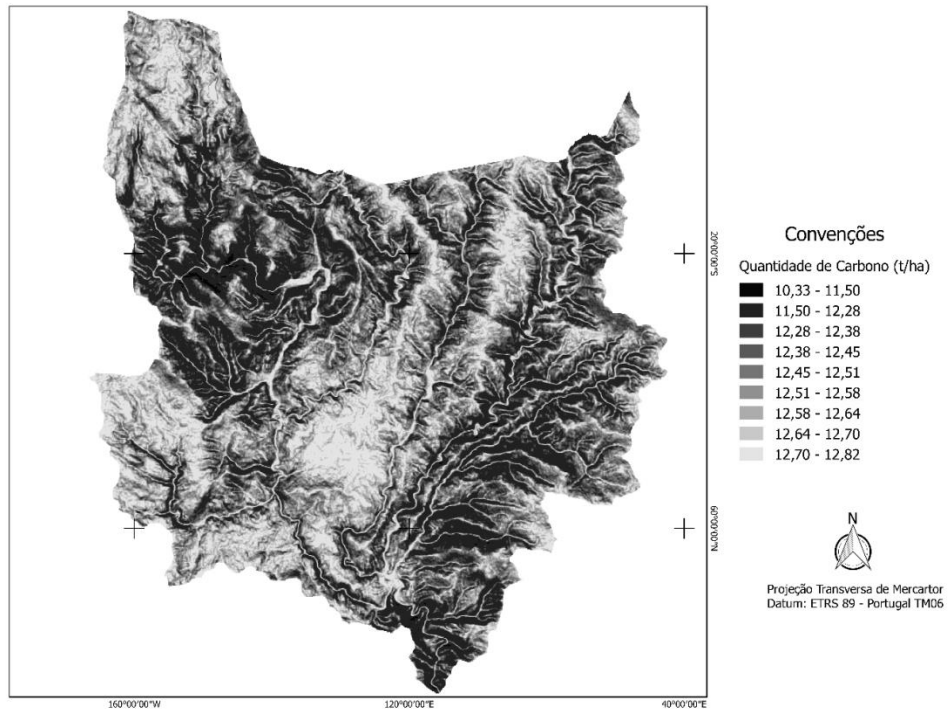 20°00'00"S
60°00'00"N
160°00'00"W
120°00'00"E
40°00'00"E
Convenções
Quantidade de Carbono (t/ha)
10,33 - 11,50
11,50 - 12,28
12,28 - 12,38
12,38 - 12,45
12,45 - 12,51
12,51 - 12,58
12,58 - 12,64
12,64 - 12,70
12,70 - 12,82
N
Projeção Transversa de Mercartor
Datum: ETRS 89 - Portugal TM06